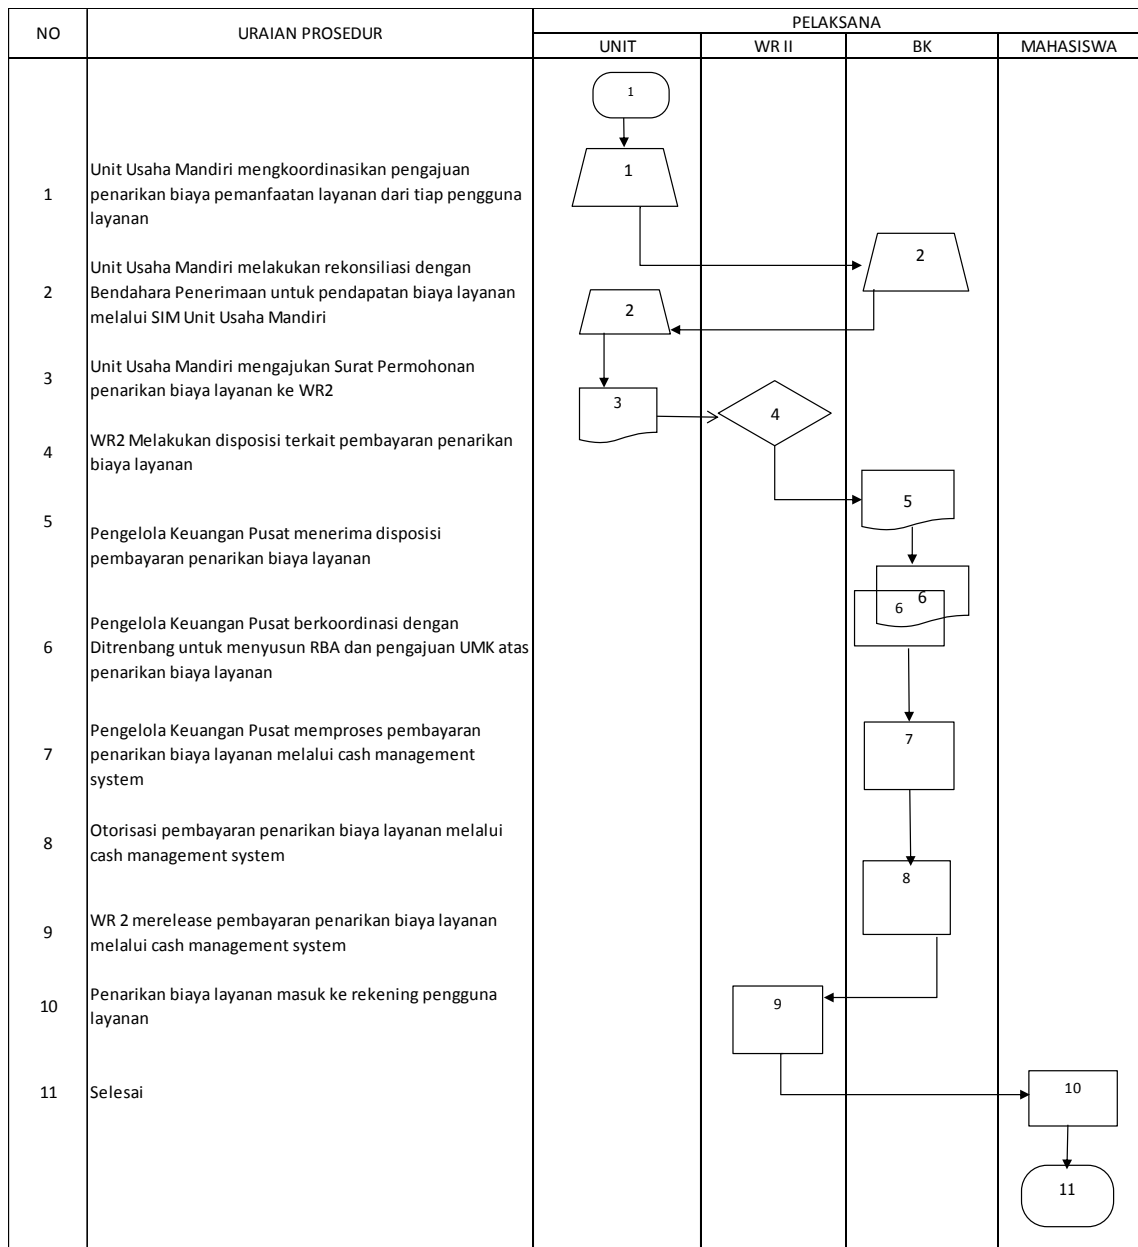 NO
URAIAN PROSEDUR
PELAKSANA
UNIT
WR II
BK
MAHASISWA
1
1
Unit Usaha Mandiri mengkoordinasikan pengajuan
penarikan biaya pemanfaatan layanan dari tiap pengguna
layanan
1
2
Unit Usaha Mandiri melakukan rekonsiliasi dengan
Bendahara Penerimaan untuk pendapatan biaya layanan
melalui SIM Unit Usaha Mandiri
2
2
3
Unit Usaha Mandiri mengajukan Surat Permohonan
penarikan biaya layanan ke WR2
3
4
WR2 Melakukan disposisi terkait pembayaran penarikan
biaya layanan
4
5
Pengelola Keuangan Pusat menerima disposisi
pembayaran penarikan biaya layanan
5
6
Pengelola Keuangan Pusat berkoordinasi dengan
Ditrenbang untuk menyusun RBA dan pengajuan UMK atas
penarikan biaya layanan
6
6
7
Pengelola Keuangan Pusat memproses pembayaran
penarikan biaya layanan melalui cash management
system
7
8
Otorisasi pembayaran penarikan biaya layanan melalui
cash management system
8
9
WR 2 merelease pembayaran penarikan biaya layanan
melalui cash management system
9
10
Penarikan biaya layanan masuk ke rekening pengguna
layanan
10
11
Selesai
11